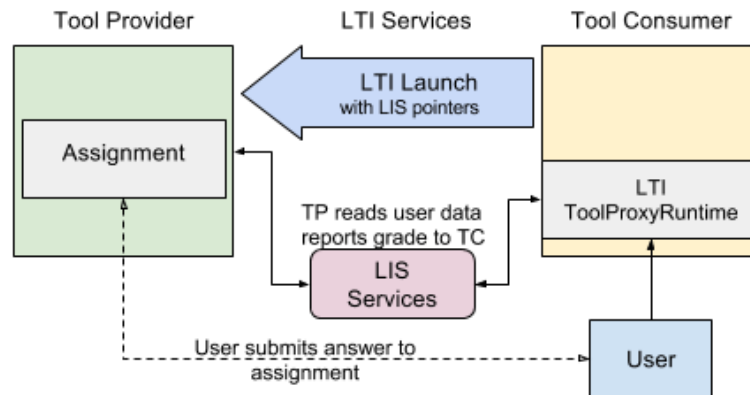 Tool Provider
LTI Services
Tool Consumer
LTI Launch
with LIS pointers
Assignment
LTI
ToolProxyRuntime
TP reads user data
reports grade to TC
LIS
Services
User submits answer to
assignment
User